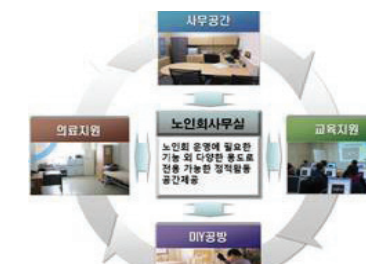 사무공간
의료지원
노인회사무실
노인회 운영에 필요한
기능 외 다양한 용도로
전용 가능한 정적활동
공간제공
교육지원
DIY공방